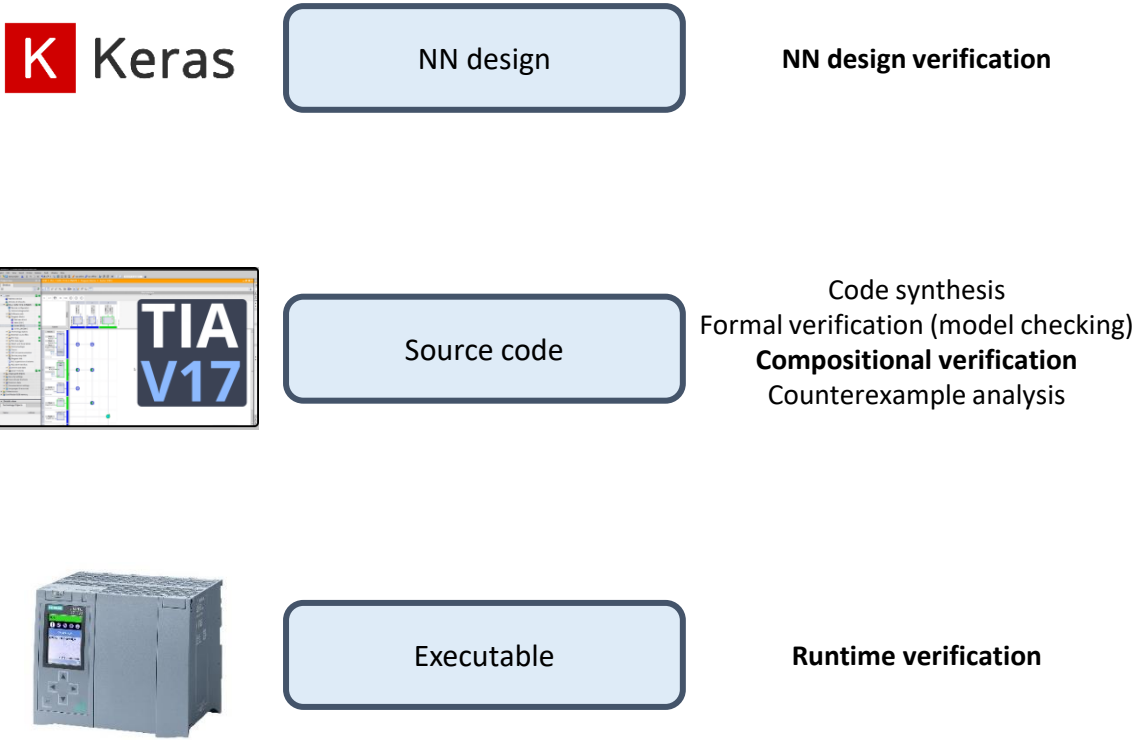 K Keras
NN design
NN design verification
TIA
V17
Source code
Code synthesis
Formal verification (model checking)
Compositional verification
Counterexample analysis
SIEMENS
Executable
Runtime verification